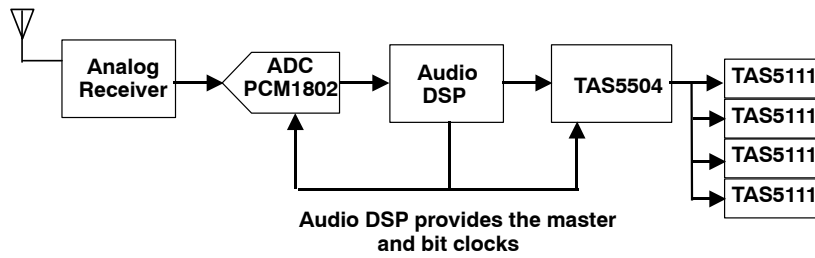 Analog
Receiver
ADC
PCM1802
Audio
DSP
TAS5504
TAS5111
TAS5111
TAS5111
TAS5111
Audio DSP provides the master
and bit clocks